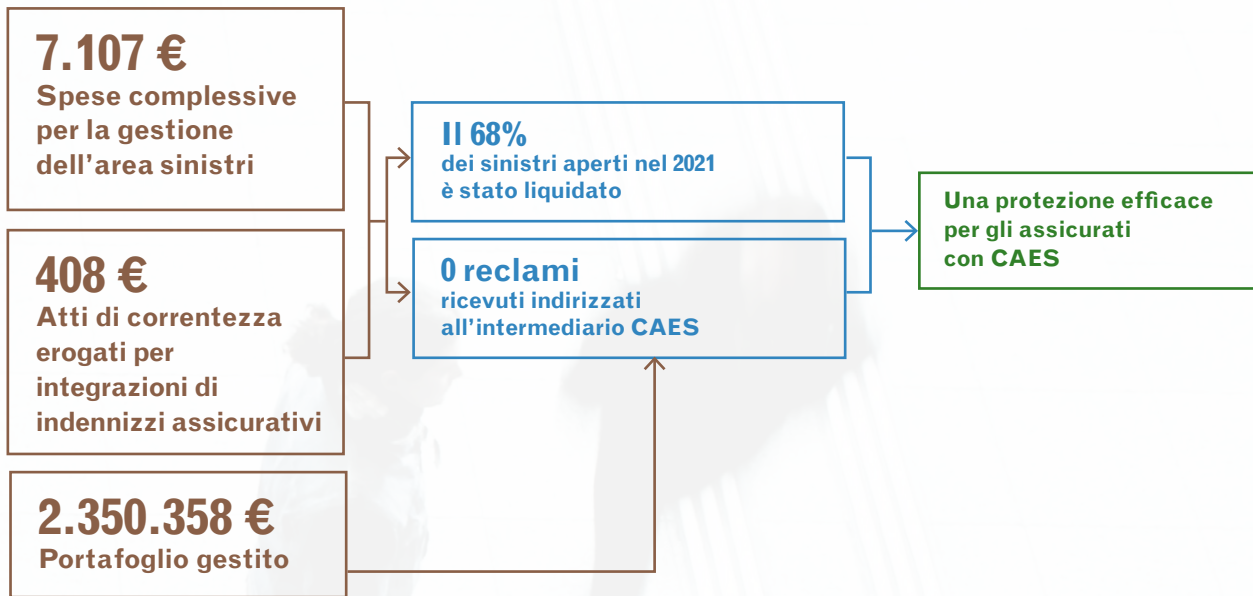 7.107 €
Spese complessive
per la gestione
dell'area sinistri
408 €
Atti di correntezza
erogati per
integrazioni di
indennizzi assicurativi
2.350.358 €
Portafoglio gestito
Il 68%
dei sinistri aperti nel 2021
è stato liquidato
0 reclami
ricevuti indirizzati
all'intermediario CAES
Una protezione efficace
per gli assicurati
con CAES